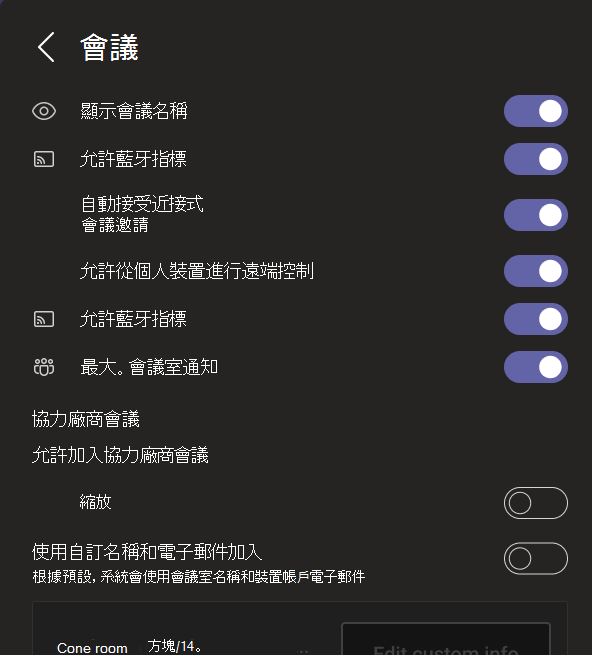 會議
顯示會議名稱
允許藍牙指標
自動接受近接式
會議邀請
允許從個人裝置進行遠端控制
允許藍牙指標
最大。會議室通知
協力廠商會議
允許加入協力廠商會議
縮放
使用自訂名稱和電子郵件加入
根據預設, 系統會使用會議室名稱和裝置帳戶電子郵件
Cone room 方塊/14。
Edit custom info